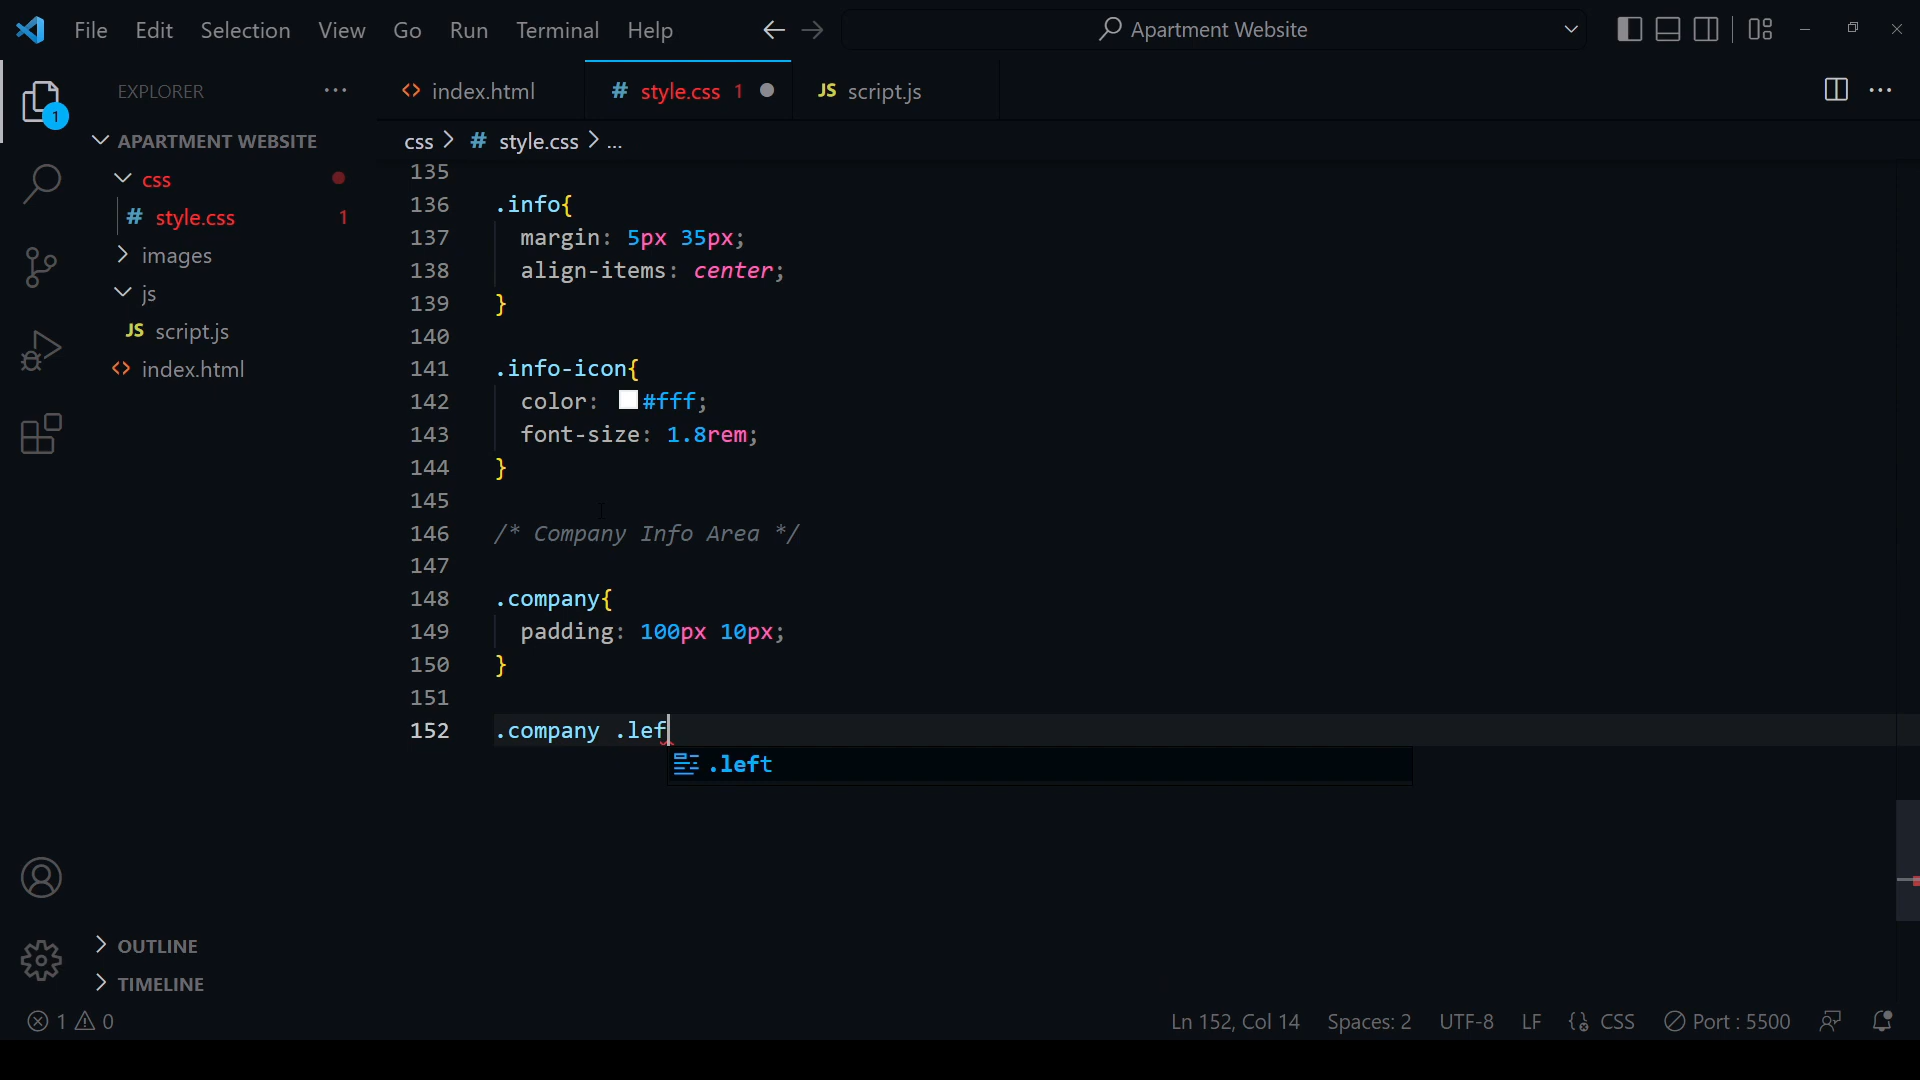 File Edit Selection View Go Run Terminal Help Apartment Website
EXPLORER
APARTMENT WEBSITE
css
# style.css 1
images
js
JS script.js
<> index.html
OUTLINE
TIMELINE
<> index.html # style.css 1 JS script.js
css > # style.css > ...
135
136 .info{
137 margin: 5px 35px;
138 align-items: center;
139 }
140
141 .info-icon{
142 color: #fff;
143 font-size: 1.8rem;
144 }
145
146 /* Company Info Area */
147
148 .company{
149 padding: 100px 10px;
150 }
151
152 .company .lef
.left
1
1 0 Ln 152, Col 14 Spaces: 2 UTF-8 LF {} CSS Port : 5500